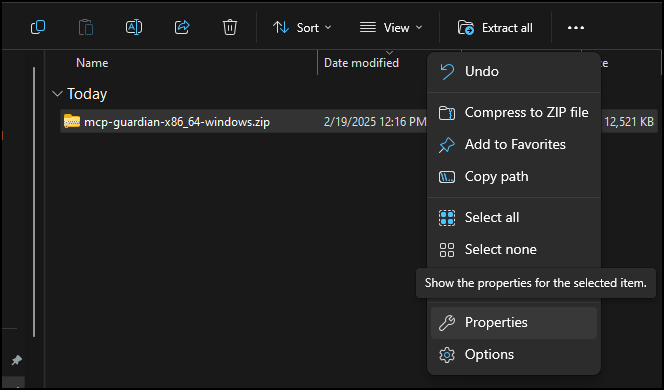 Sort
View
Extract all
Name
Date modified
Today
mcp-guardian-x86_64-windows.zip
2/19/2025 12:16 PM
12,521 KB
Undo
Compress to ZIP file
Add to Favorites
Copy path
Select all
Select none
Show the properties for the selected item.
Properties
Options